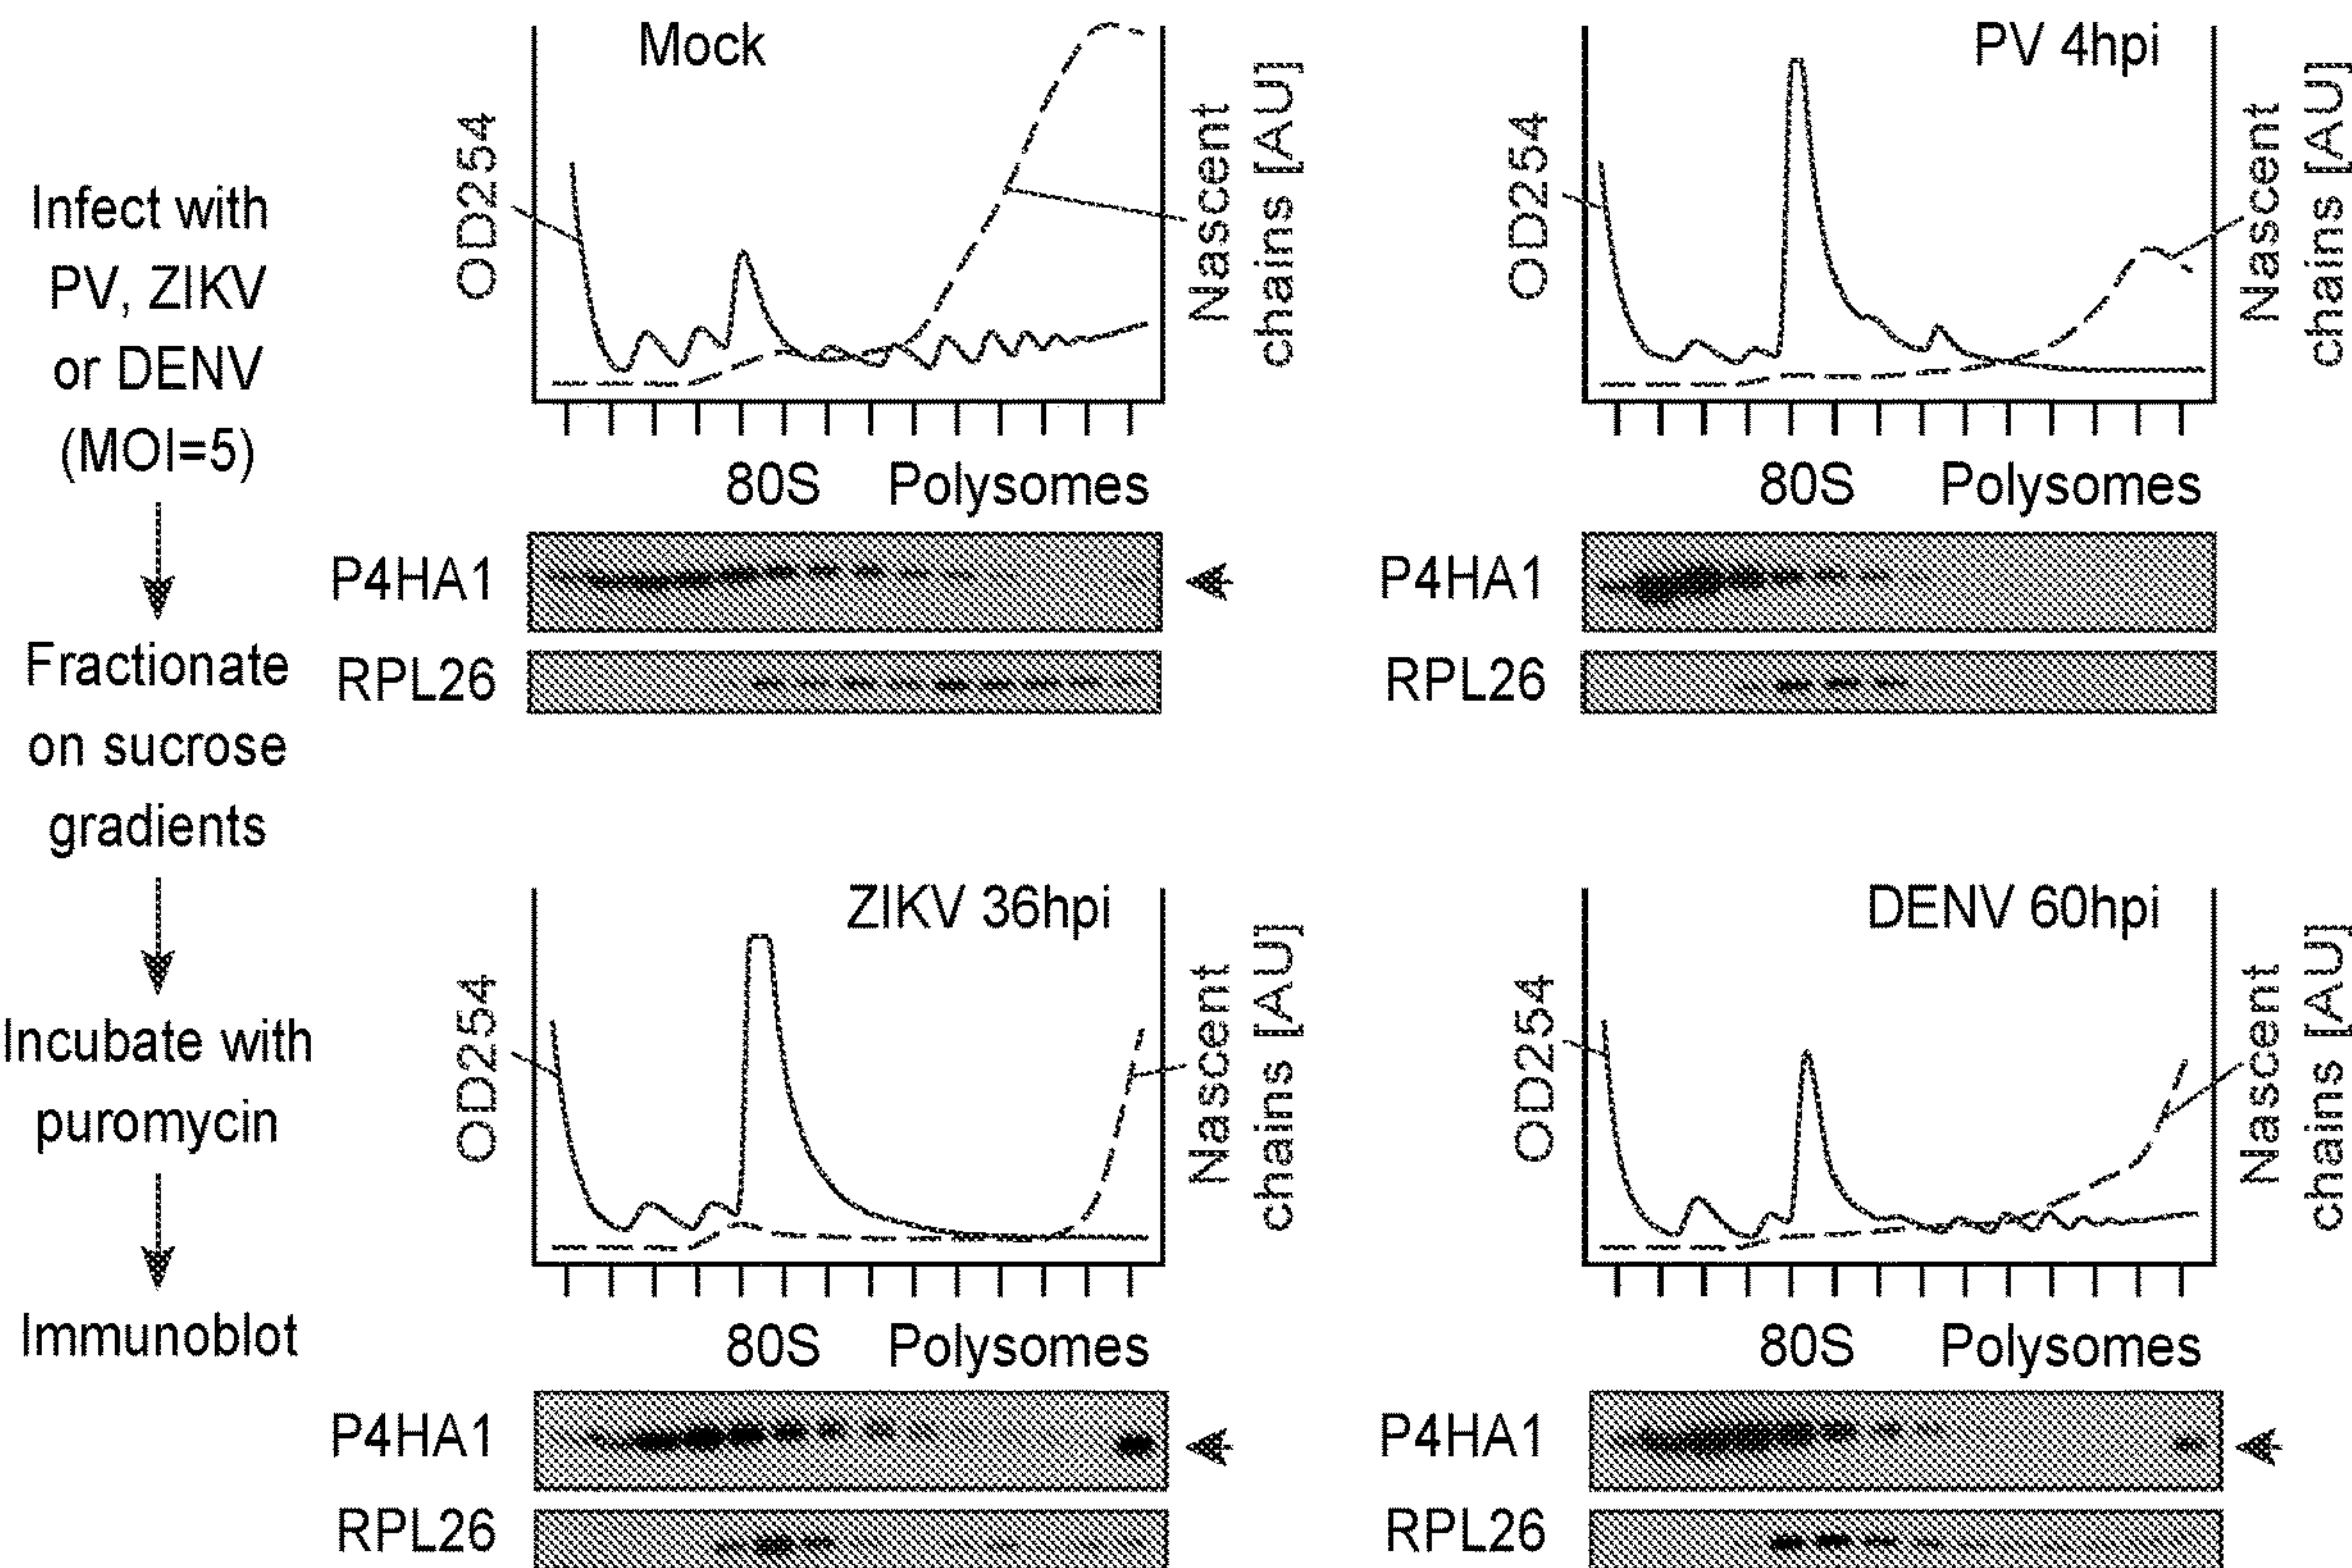 Infect with
PV, ZIKV
or DENV
(MOI=5)
Fractionate
on sucrose
gradients
Incubate with
puromycin
Immunoblot
Mock
OD254
Nascent
chains [AU]
80S Polysomes
P4HA1
RPL26
PV 4hpi
OD254
Nascent
chains [AU]
80S Polysomes
P4HA1
RPL26
ZIKV 36hpi
OD254
Nascent
chains [AU]
80S Polysomes
P4HA1
RPL26
DENV 60hpi
OD254
Nascent
chains [AU]
80S Polysomes
P4HA1
RPL26